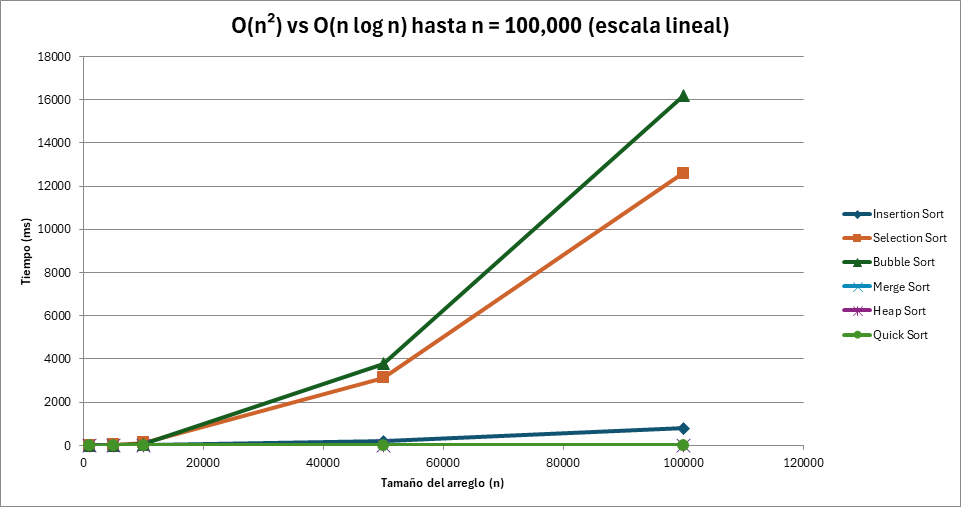 O(n²) vs O(n log n) hasta n = 100,000 (escala lineal)
18000
16000
14000
12000
10000
8000
6000
4000
2000
0
Tiempo (ms)
0 20000 40000 60000 80000 100000 120000
Tamaño del arreglo (n)
Insertion Sort
Selection Sort
Bubble Sort
Merge Sort
Heap Sort
Quick Sort